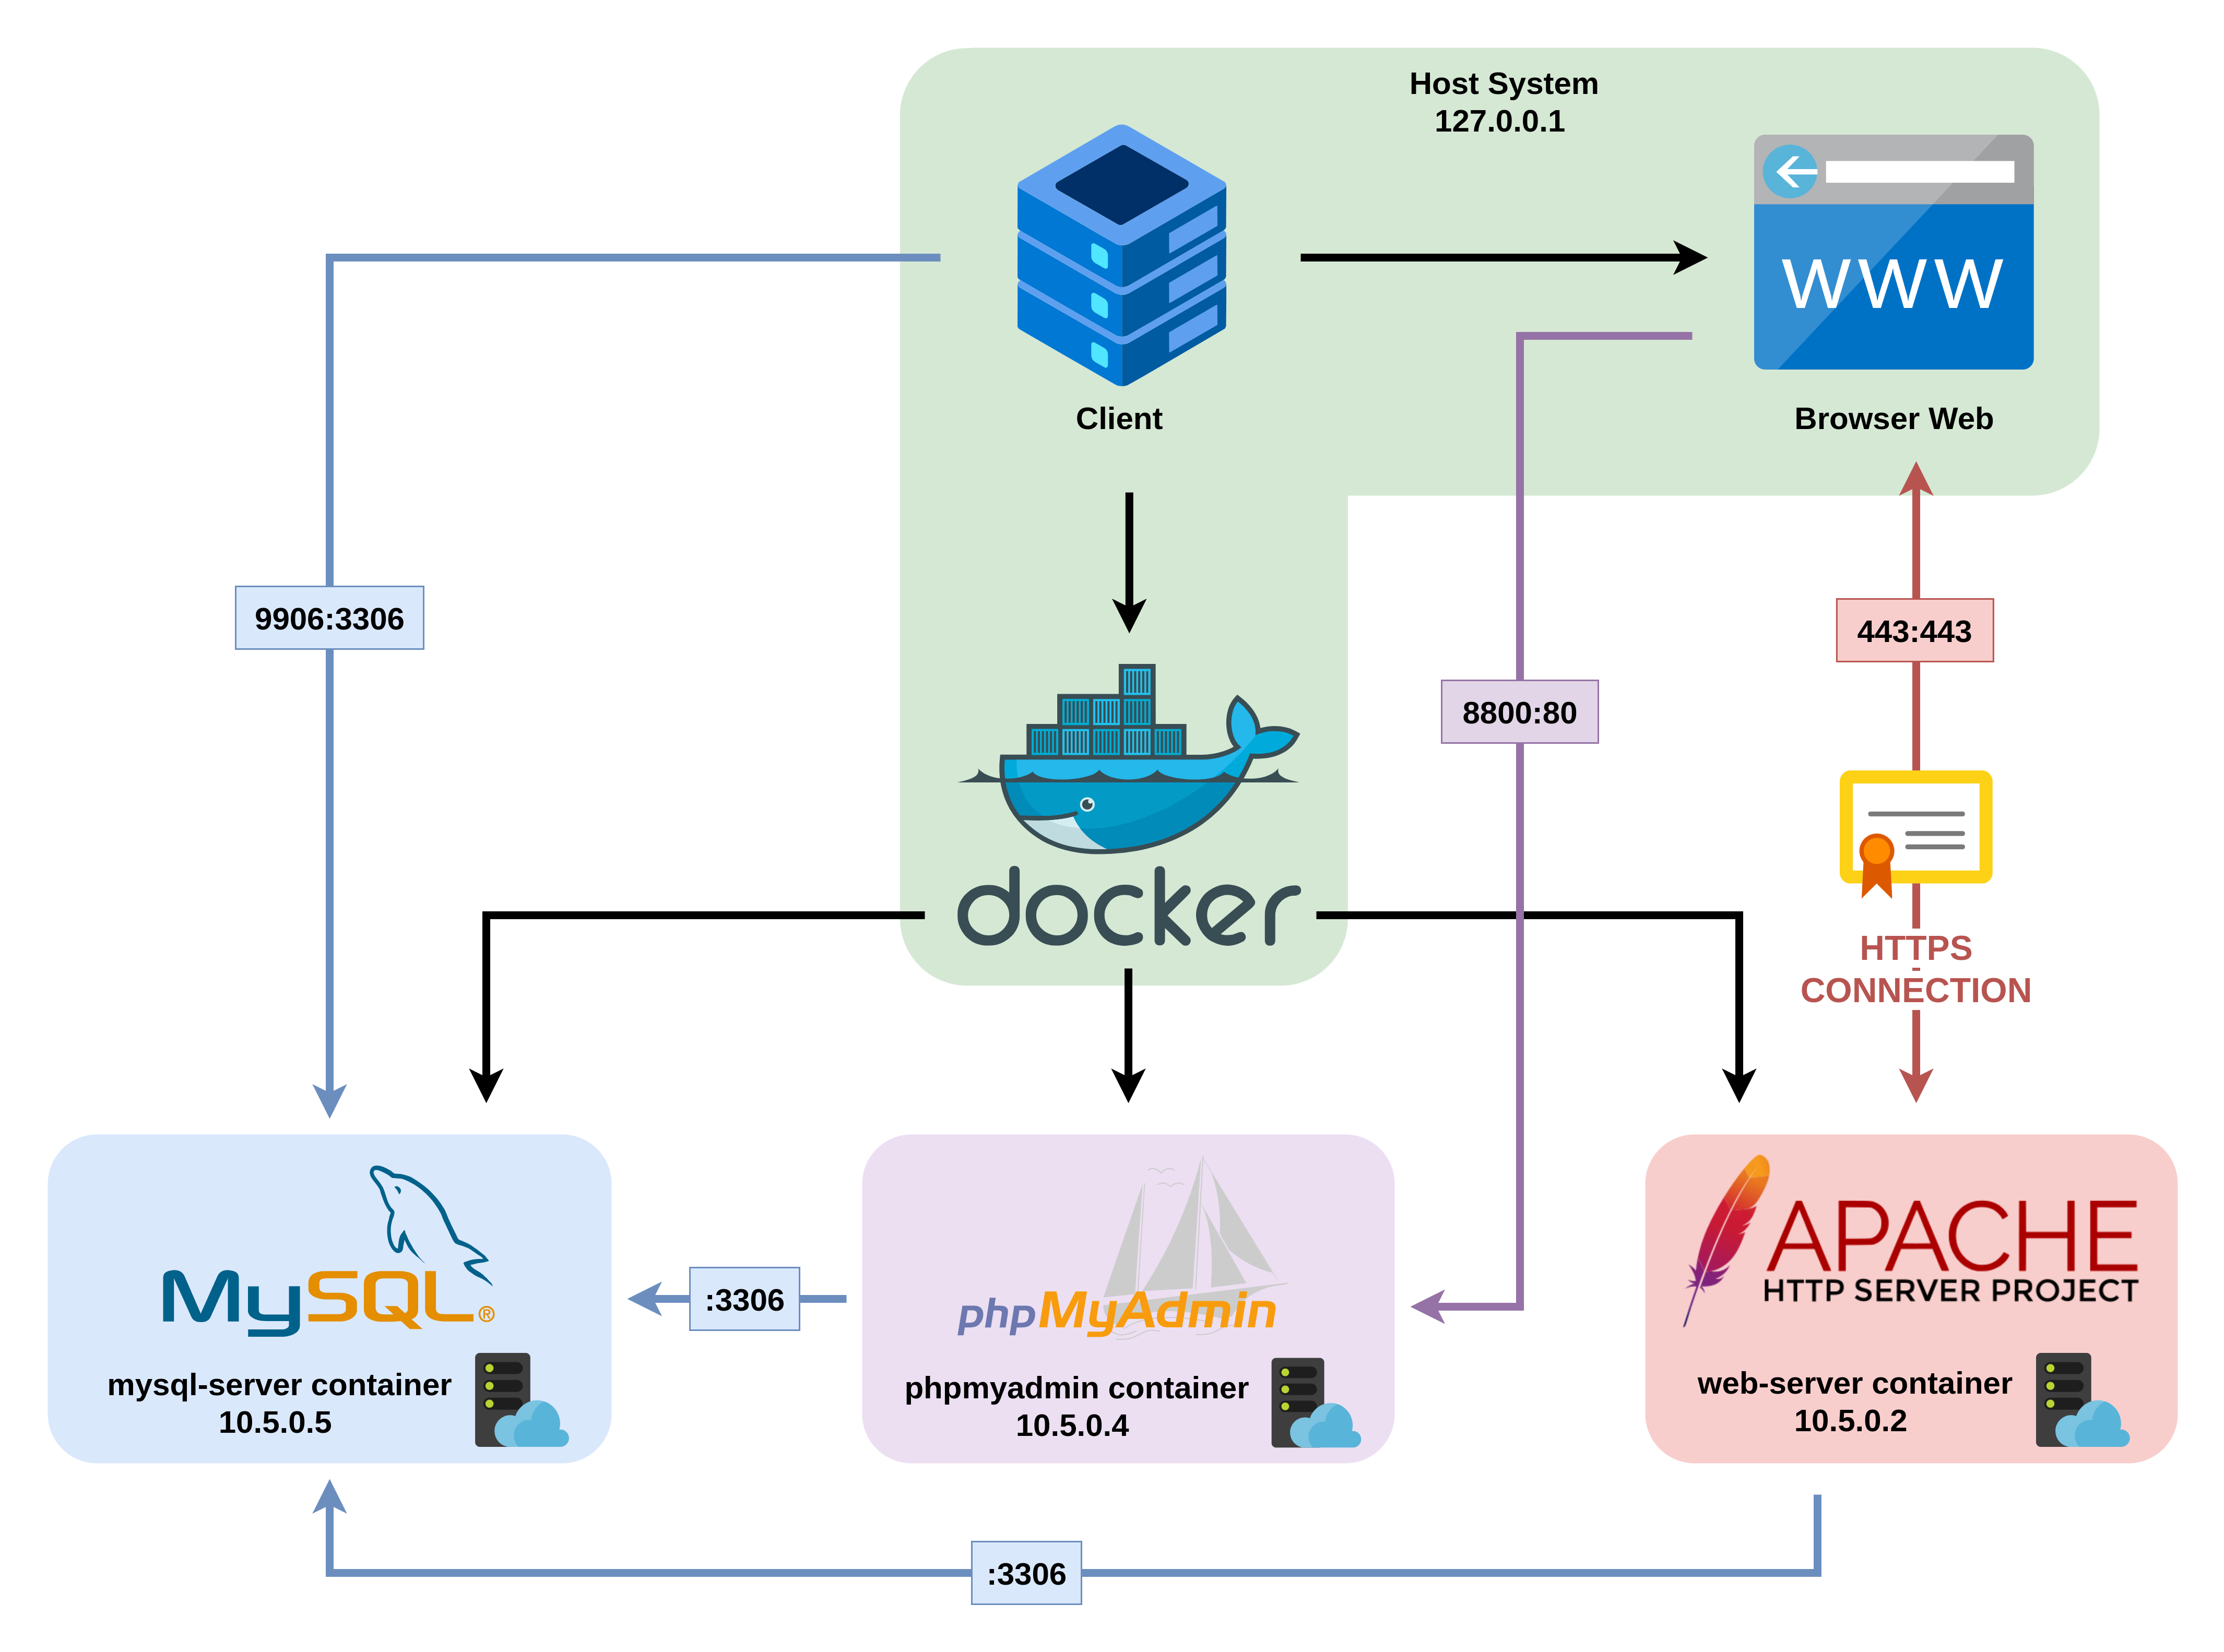 Host System
127.0.0.1
WWW
Client
Browser Web
9906:3306
443:443
8800:80
docker
HTTPS
CONNECTION
MySQL®
phpMyAdmin
APACHE
HTTP SERVER PROJECT
:3306
mysql-server container
10.5.0.5
phpmyadmin container
10.5.0.4
web-server container
10.5.0.2
:3306